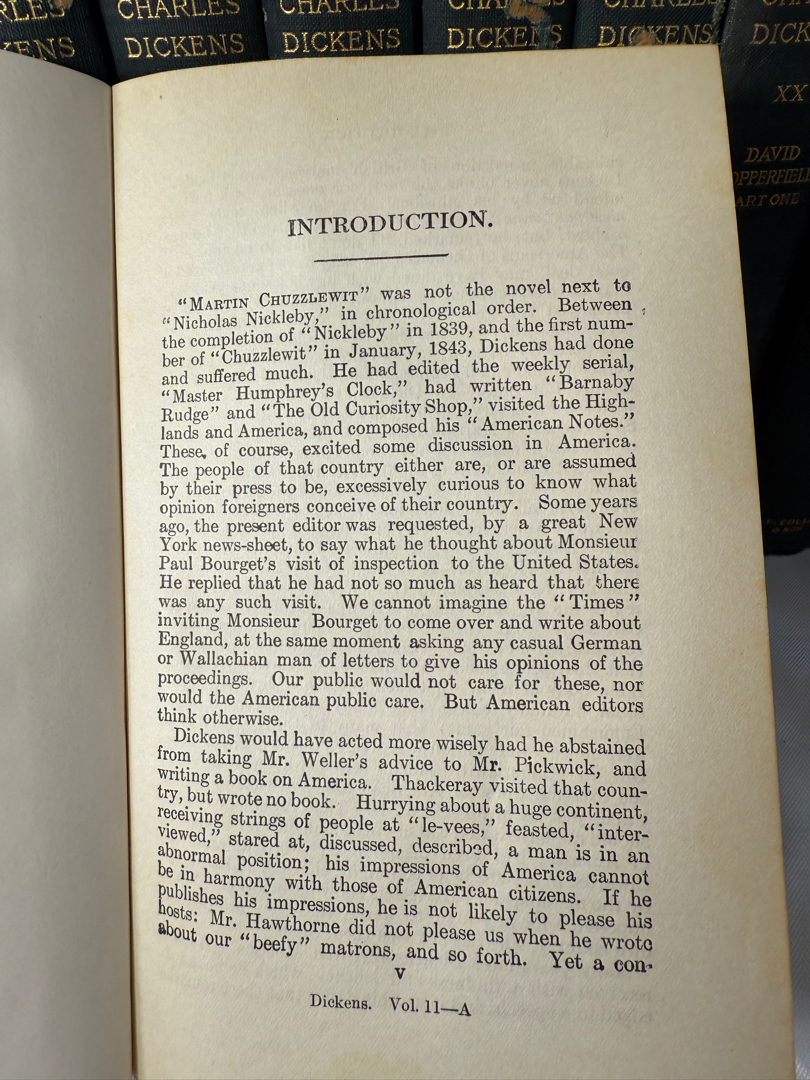 CHARLES
DICKENS
CHARLES
DICKENS
CHARLES
DICKENS
CHARLES
DICKENS
XX
DAVID
INTRODUCTION.
“MARTIN CHUZZLEWIT” was not the novel next to
“Nicholas Nickleby,” in chronological order. Between
the completion of “Nickleby” in 1839, and the first num-
ber of “Chuzzlewit” in January, 1843, Dickens had done
and suffered much. He had edited the weekly serial,
“Master Humphrey's Clock,” had written “Barnaby
Rudge” and “The Old Curiosity Shop,” visited the High-
lands and America, and composed his “American Notes.”
These, of course, excited some discussion in America.
The people of that country either are, or are assumed
by their press to be, excessively curious to know what
opinion foreigners conceive of their country. Some years
ago, the present editor was requested, by a great New
York news-sheet, to say what he thought about Monsieur
Paul Bourget's visit of inspection to the United States.
He replied that he had not so much as heard that there
was any such visit. We cannot imagine the “Times”
inviting Monsieur Bourget to come over and write about
England, at the same moment asking any casual German
or Wallachian man of letters to give his opinions of the
proceedings. Our public would not care for these, nor
would the American public care. But American editors
think otherwise.
Dickens would have acted more wisely had he abstained
from taking Mr. Weller's advice to Mr. Pickwick, and
writing a book on America. Thackeray visited that coun-
try, but wrote no book. Hurrying about a huge continent,
receiving strings of people at “le-vees,” feasted, “inter-
viewed,” stared at, discussed, described, a man is in an
abnormal position; his impressions of America cannot
be in harmony with those of American citizens. If he
publishes his impressions, he is not likely to please his
hosts: Mr. Hawthorne did not please us when he wrote
about our “beefy” matrons, and so forth. Yet a con-
v
Dickens. Vol. 11—A